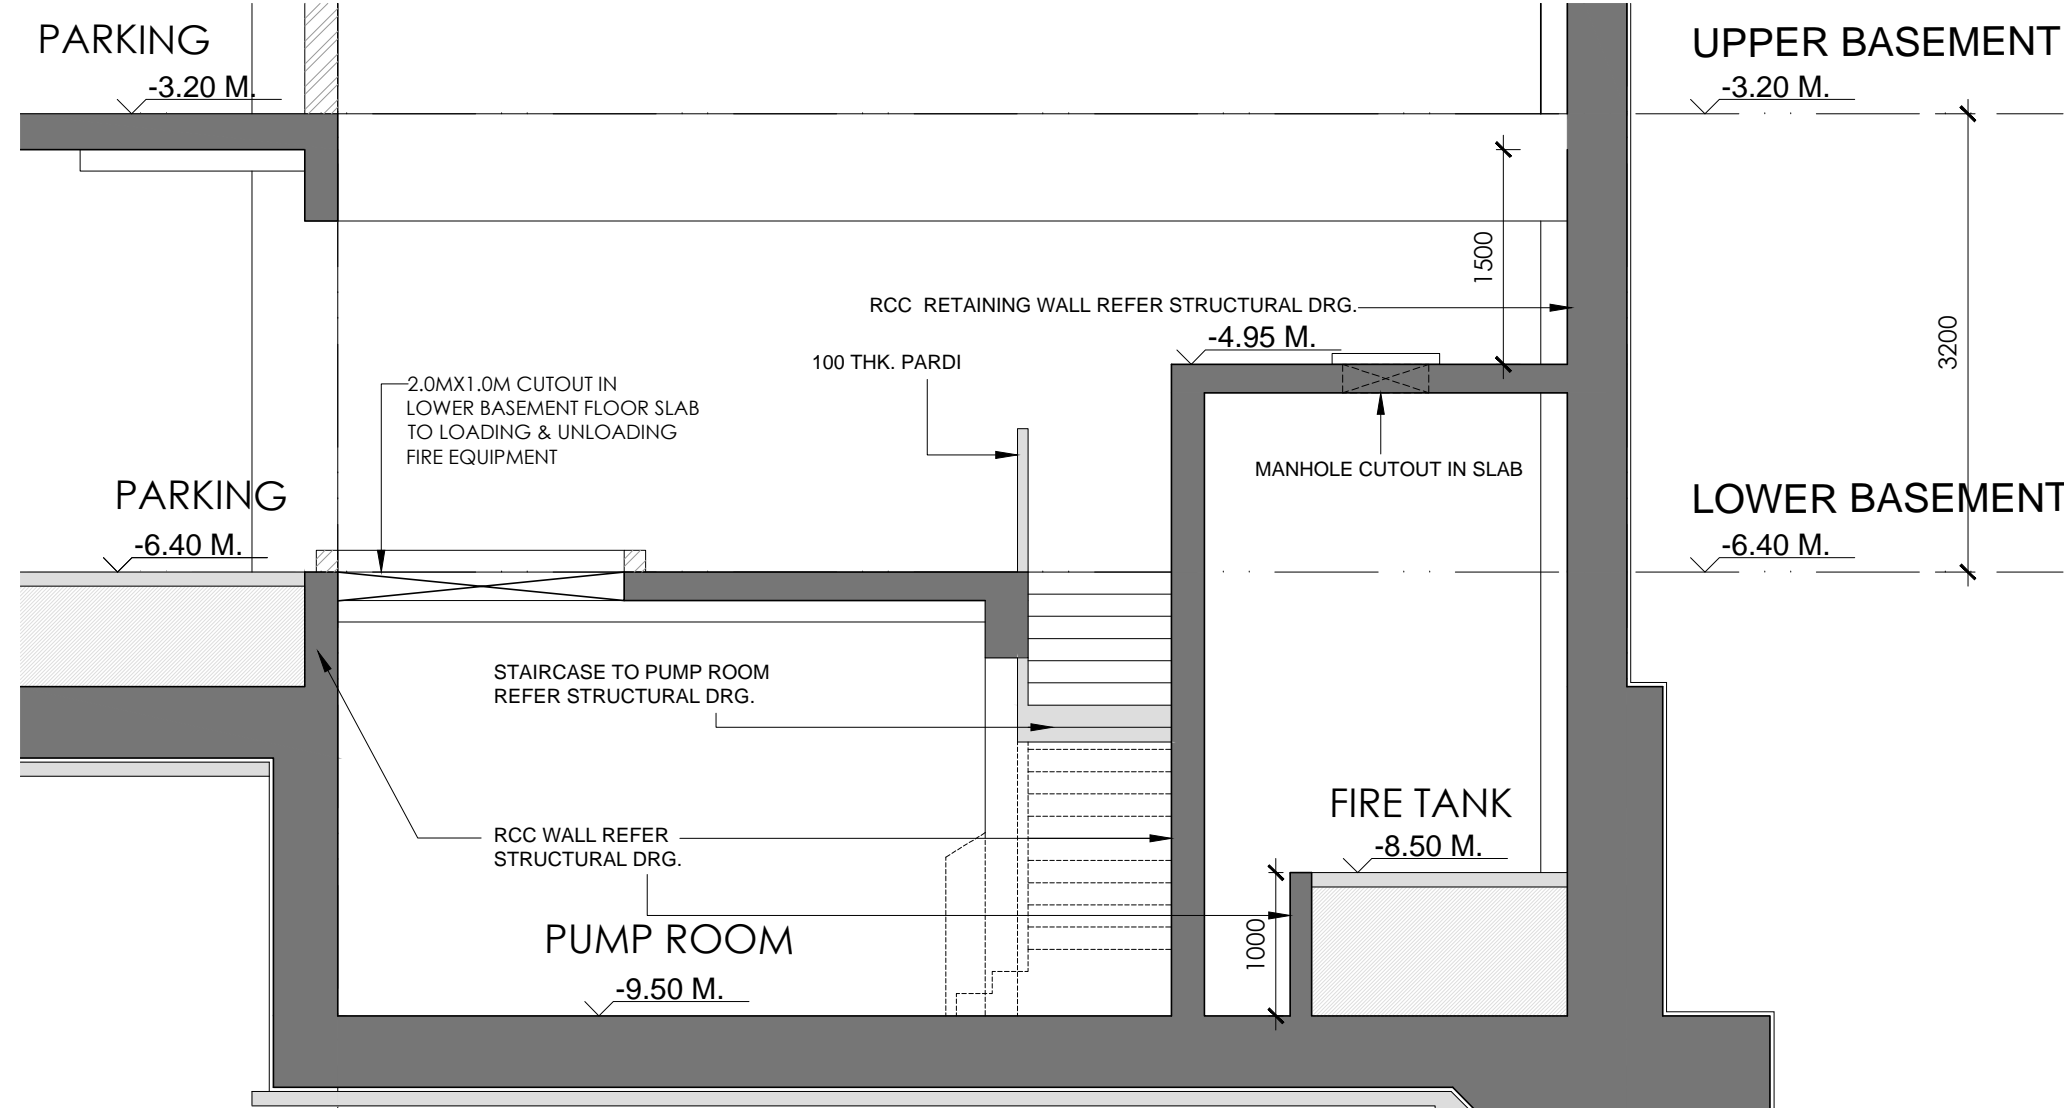 PARKING
-3.20 M.
UPPER BASEMENT
-3.20 M.
1500
3200
RCC RETAINING WALL REFER STRUCTURAL DRG.
-4.95 M.
100 THK. PARDI
2.0MX1.0M CUTOUT IN
LOWER BASEMENT FLOOR SLAB
TO LOADING & UNLOADING
FIRE EQUIPMENT
MANHOLE CUTOUT IN SLAB
PARKING
-6.40 M.
LOWER BASEMENT
-6.40 M.
STAIRCASE TO PUMP ROOM
REFER STRUCTURAL DRG.
FIRE TANK
-8.50 M.
RCC WALL REFER
STRUCTURAL DRG.
1000
PUMP ROOM
-9.50 M.